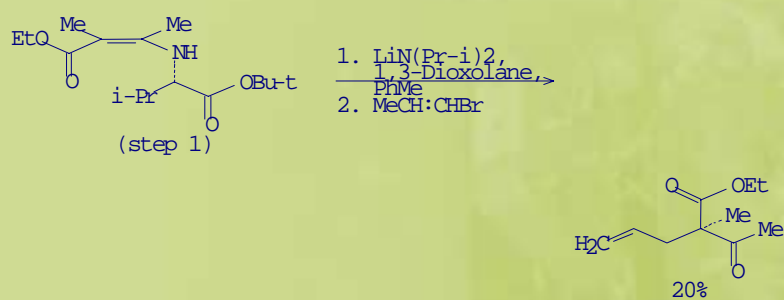 Me Me
EtO
NH
O
i-Pr OBu-t
O
(step 1)
1. LiN(Pr-i)2,
1,3-Dioxolane,
PhMe
2. MeCH:CHBr
O OEt
Me
Me
H2C
O
20%